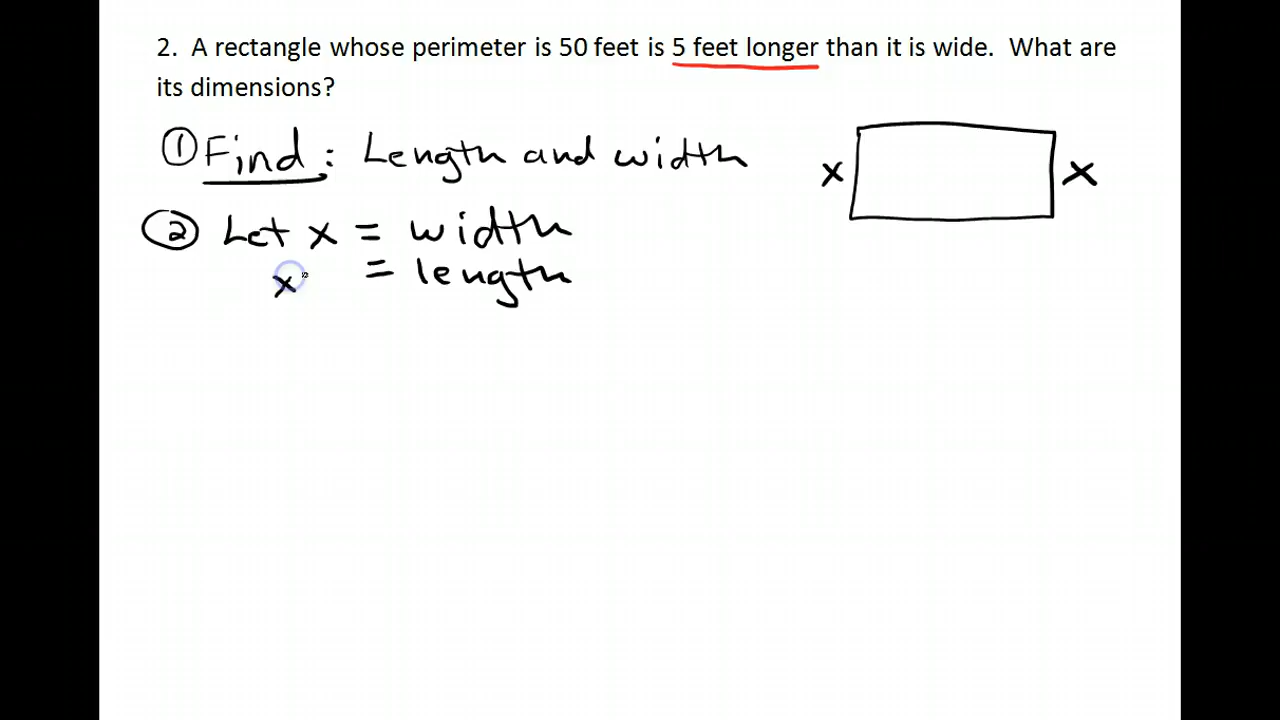 2. A rectangle whose perimeter is 50 feet is 5 feet longer than it is wide. What are
its dimensions?
① Find: Length and width
x x
② Let x = width
x = length